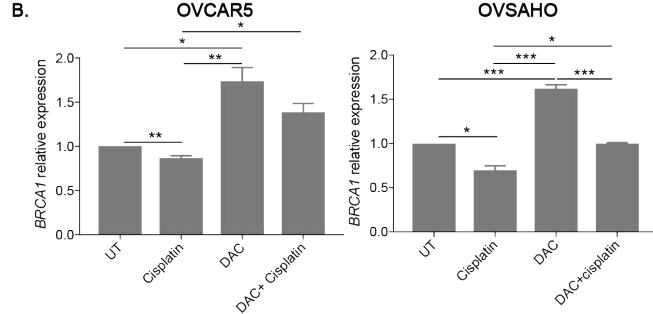 B.
OVCAR5
*
*
**
**
BRCA1 relative expression
2.0
1.5
1.0
0.5
0.0
UT
Cisplatin
DAC
DAC+ Cisplatin
OVSAHO
*
***
***
***
*
BRCA1 relative expression
2.0
1.5
1.0
0.5
0.0
UT
Cisplatin
DAC
DAC+cisplatin